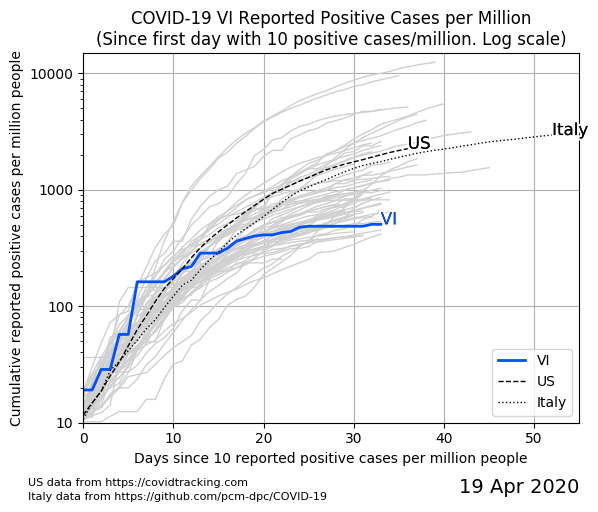 COVID-19 VI Reported Positive Cases per Million
(Since first day with 10 positive cases/million. Log scale)
Cumulative reported positive cases per million people
10000
1000
100
10
US
Italy
VI
VI
US
Italy
0
10
20
30
40
50
Days since 10 reported positive cases per million people
US data from https://covidtracking.com
Italy data from https://github.com/pcm-dpc/COVID-19
19 Apr 2020